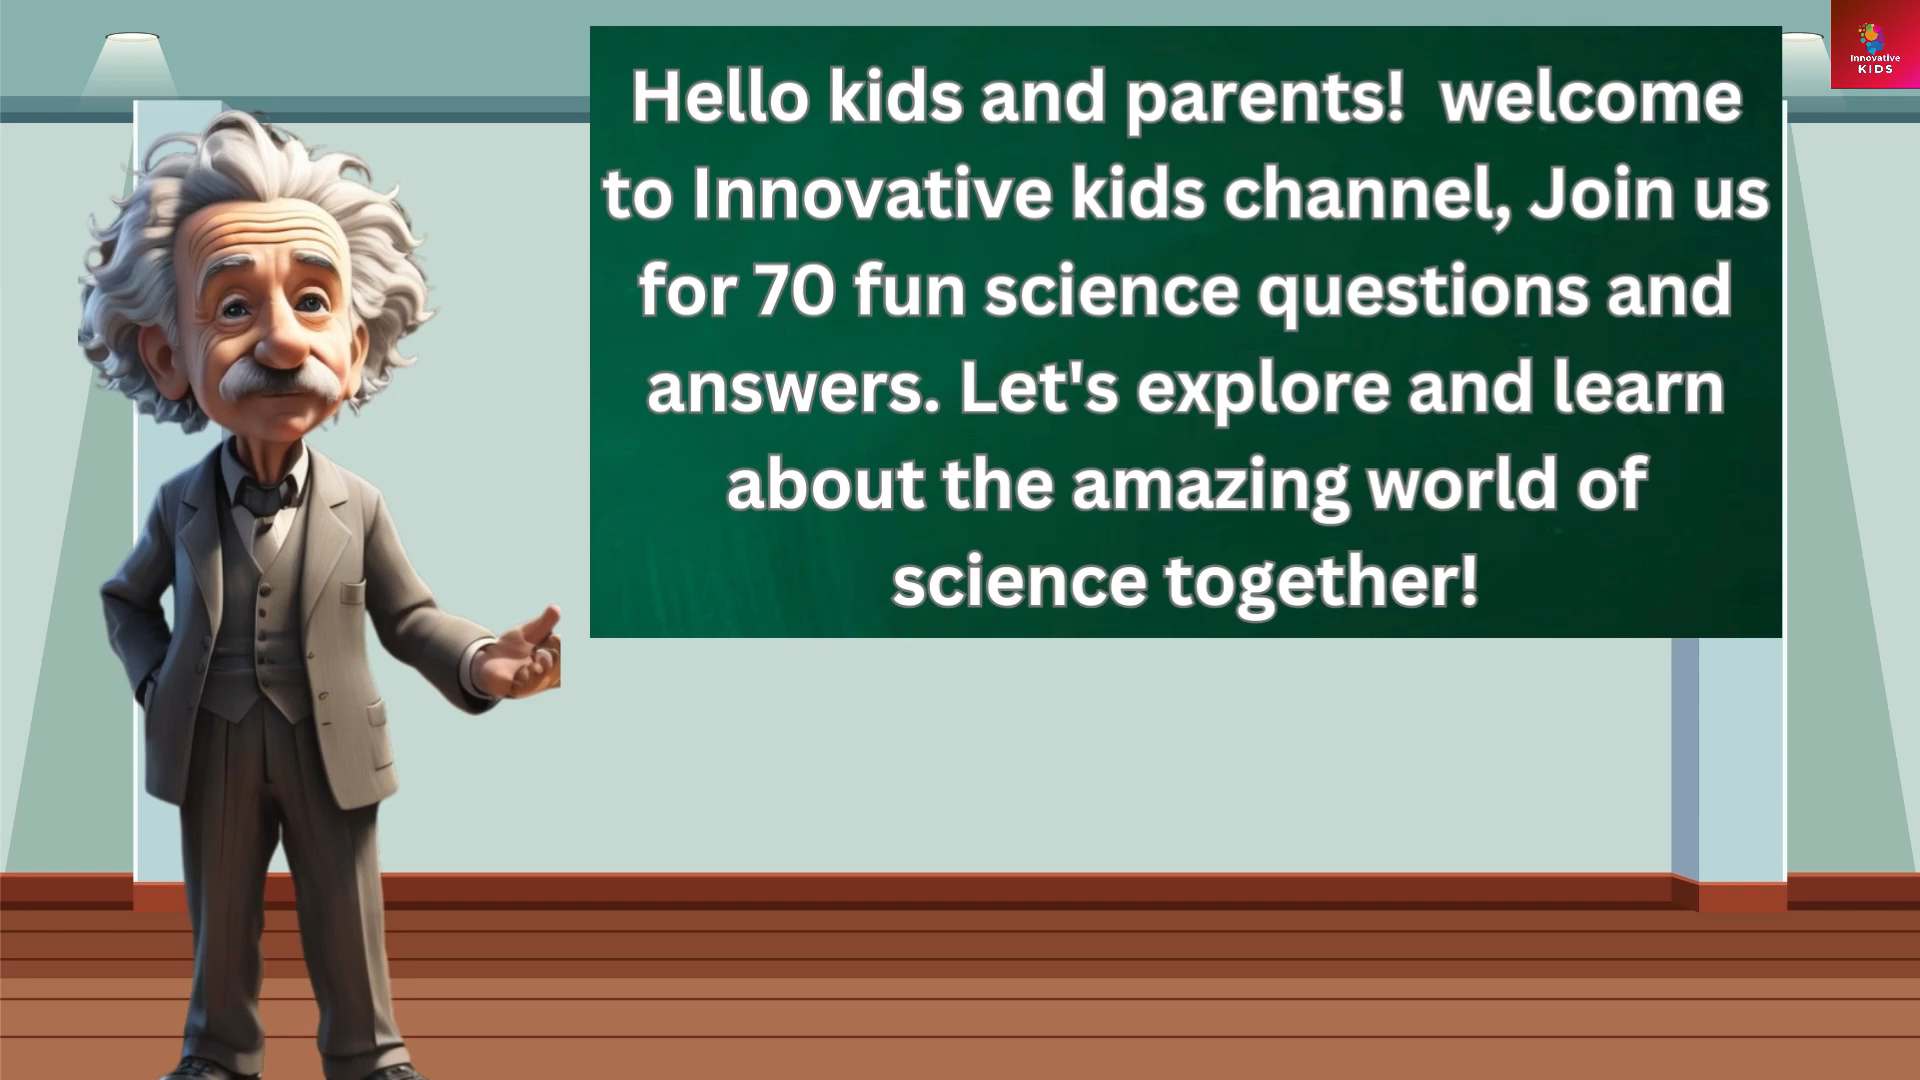 Hello kids and parents!  welcome
to Innovative kids channel, Join us
for 70 fun science questions and
answers. Let's explore and learn
about the amazing world of
science together!
Innovative
KIDS